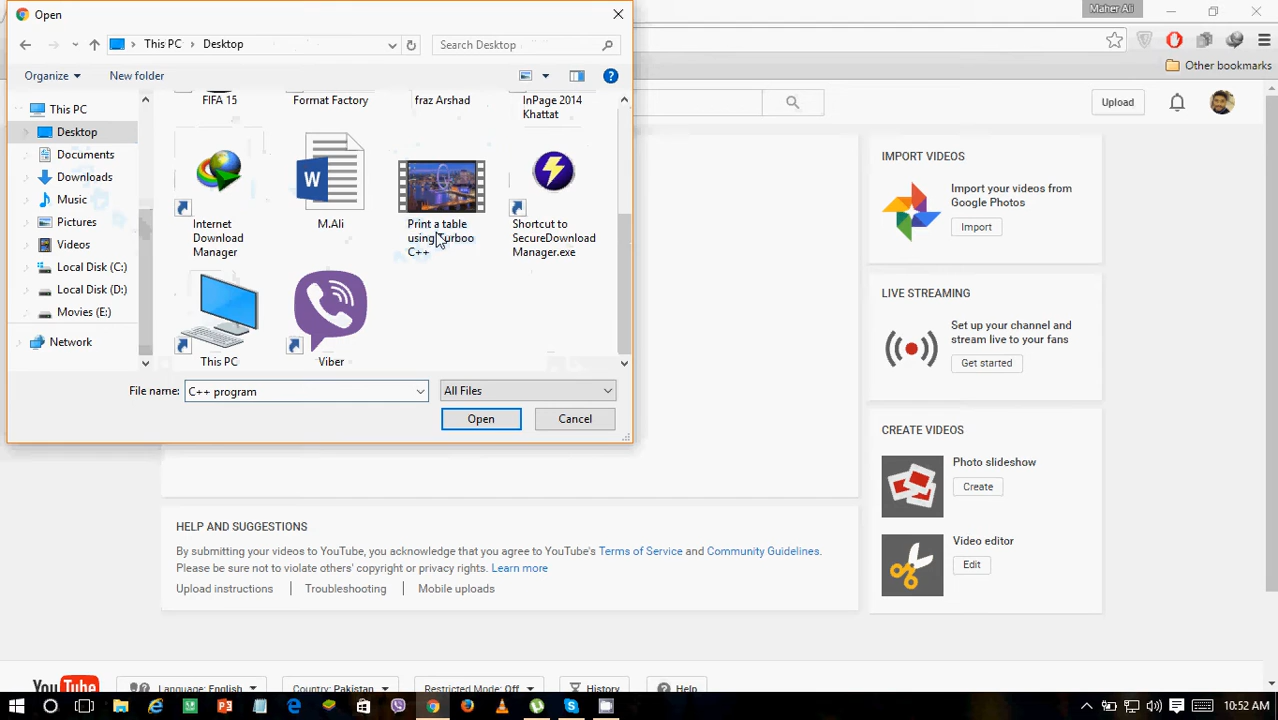 Open
Maher Ali
This PC
Desktop
Search Desktop
Other bookmarks
Organize
New folder
This PC
Desktop
Documents
Downloads
Music
Pictures
Videos
Local Disk (C:)
Local Disk (D:)
Movies (E:)
Network
FIFA 15
Format Factory
fraz Arshad
InPage 2014
Khattat
Internet
Download
Manager
W
M.Ali
Print a table
using Turboo
C++
Shortcut to
SecureDownload
Manager.exe
This PC
Viber
File name:
C++ program
All Files
Open
Cancel
Upload
IMPORT VIDEOS
Import your videos from
Google Photos
Import
LIVE STREAMING
Set up your channel and
stream live to your fans
Get started
CREATE VIDEOS
Photo slideshow
Create
Video editor
Edit
HELP AND SUGGESTIONS
By submitting your videos to YouTube, you acknowledge that you agree to YouTube's Terms of Service and Community Guidelines.
Please be sure not to violate others' copyright or privacy rights. Learn more
Upload instructions
Troubleshooting
Mobile uploads
YouTube
Language: English
Country: Pakistan
Restricted Mode: Off
History
Help
10:52 AM